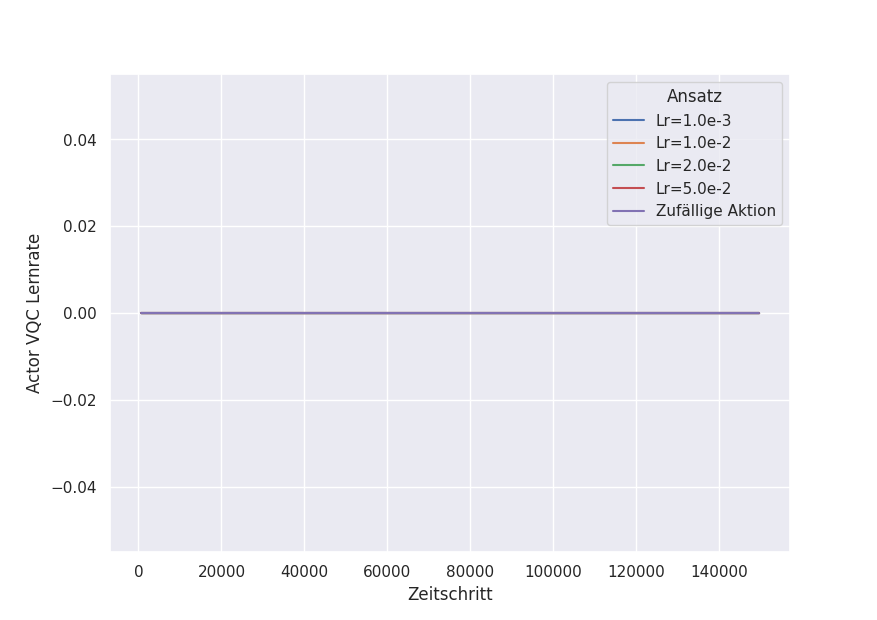 Ansatz
Lr=1.0e-3
Lr=1.0e-2
Lr=2.0e-2
Lr=5.0e-2
Zufällige Aktion
0.04
0.02
0.00
−0.02
−0.04
Actor VQC Lernrate
0
20000
40000
60000
80000
100000
120000
140000
Zeitschritt